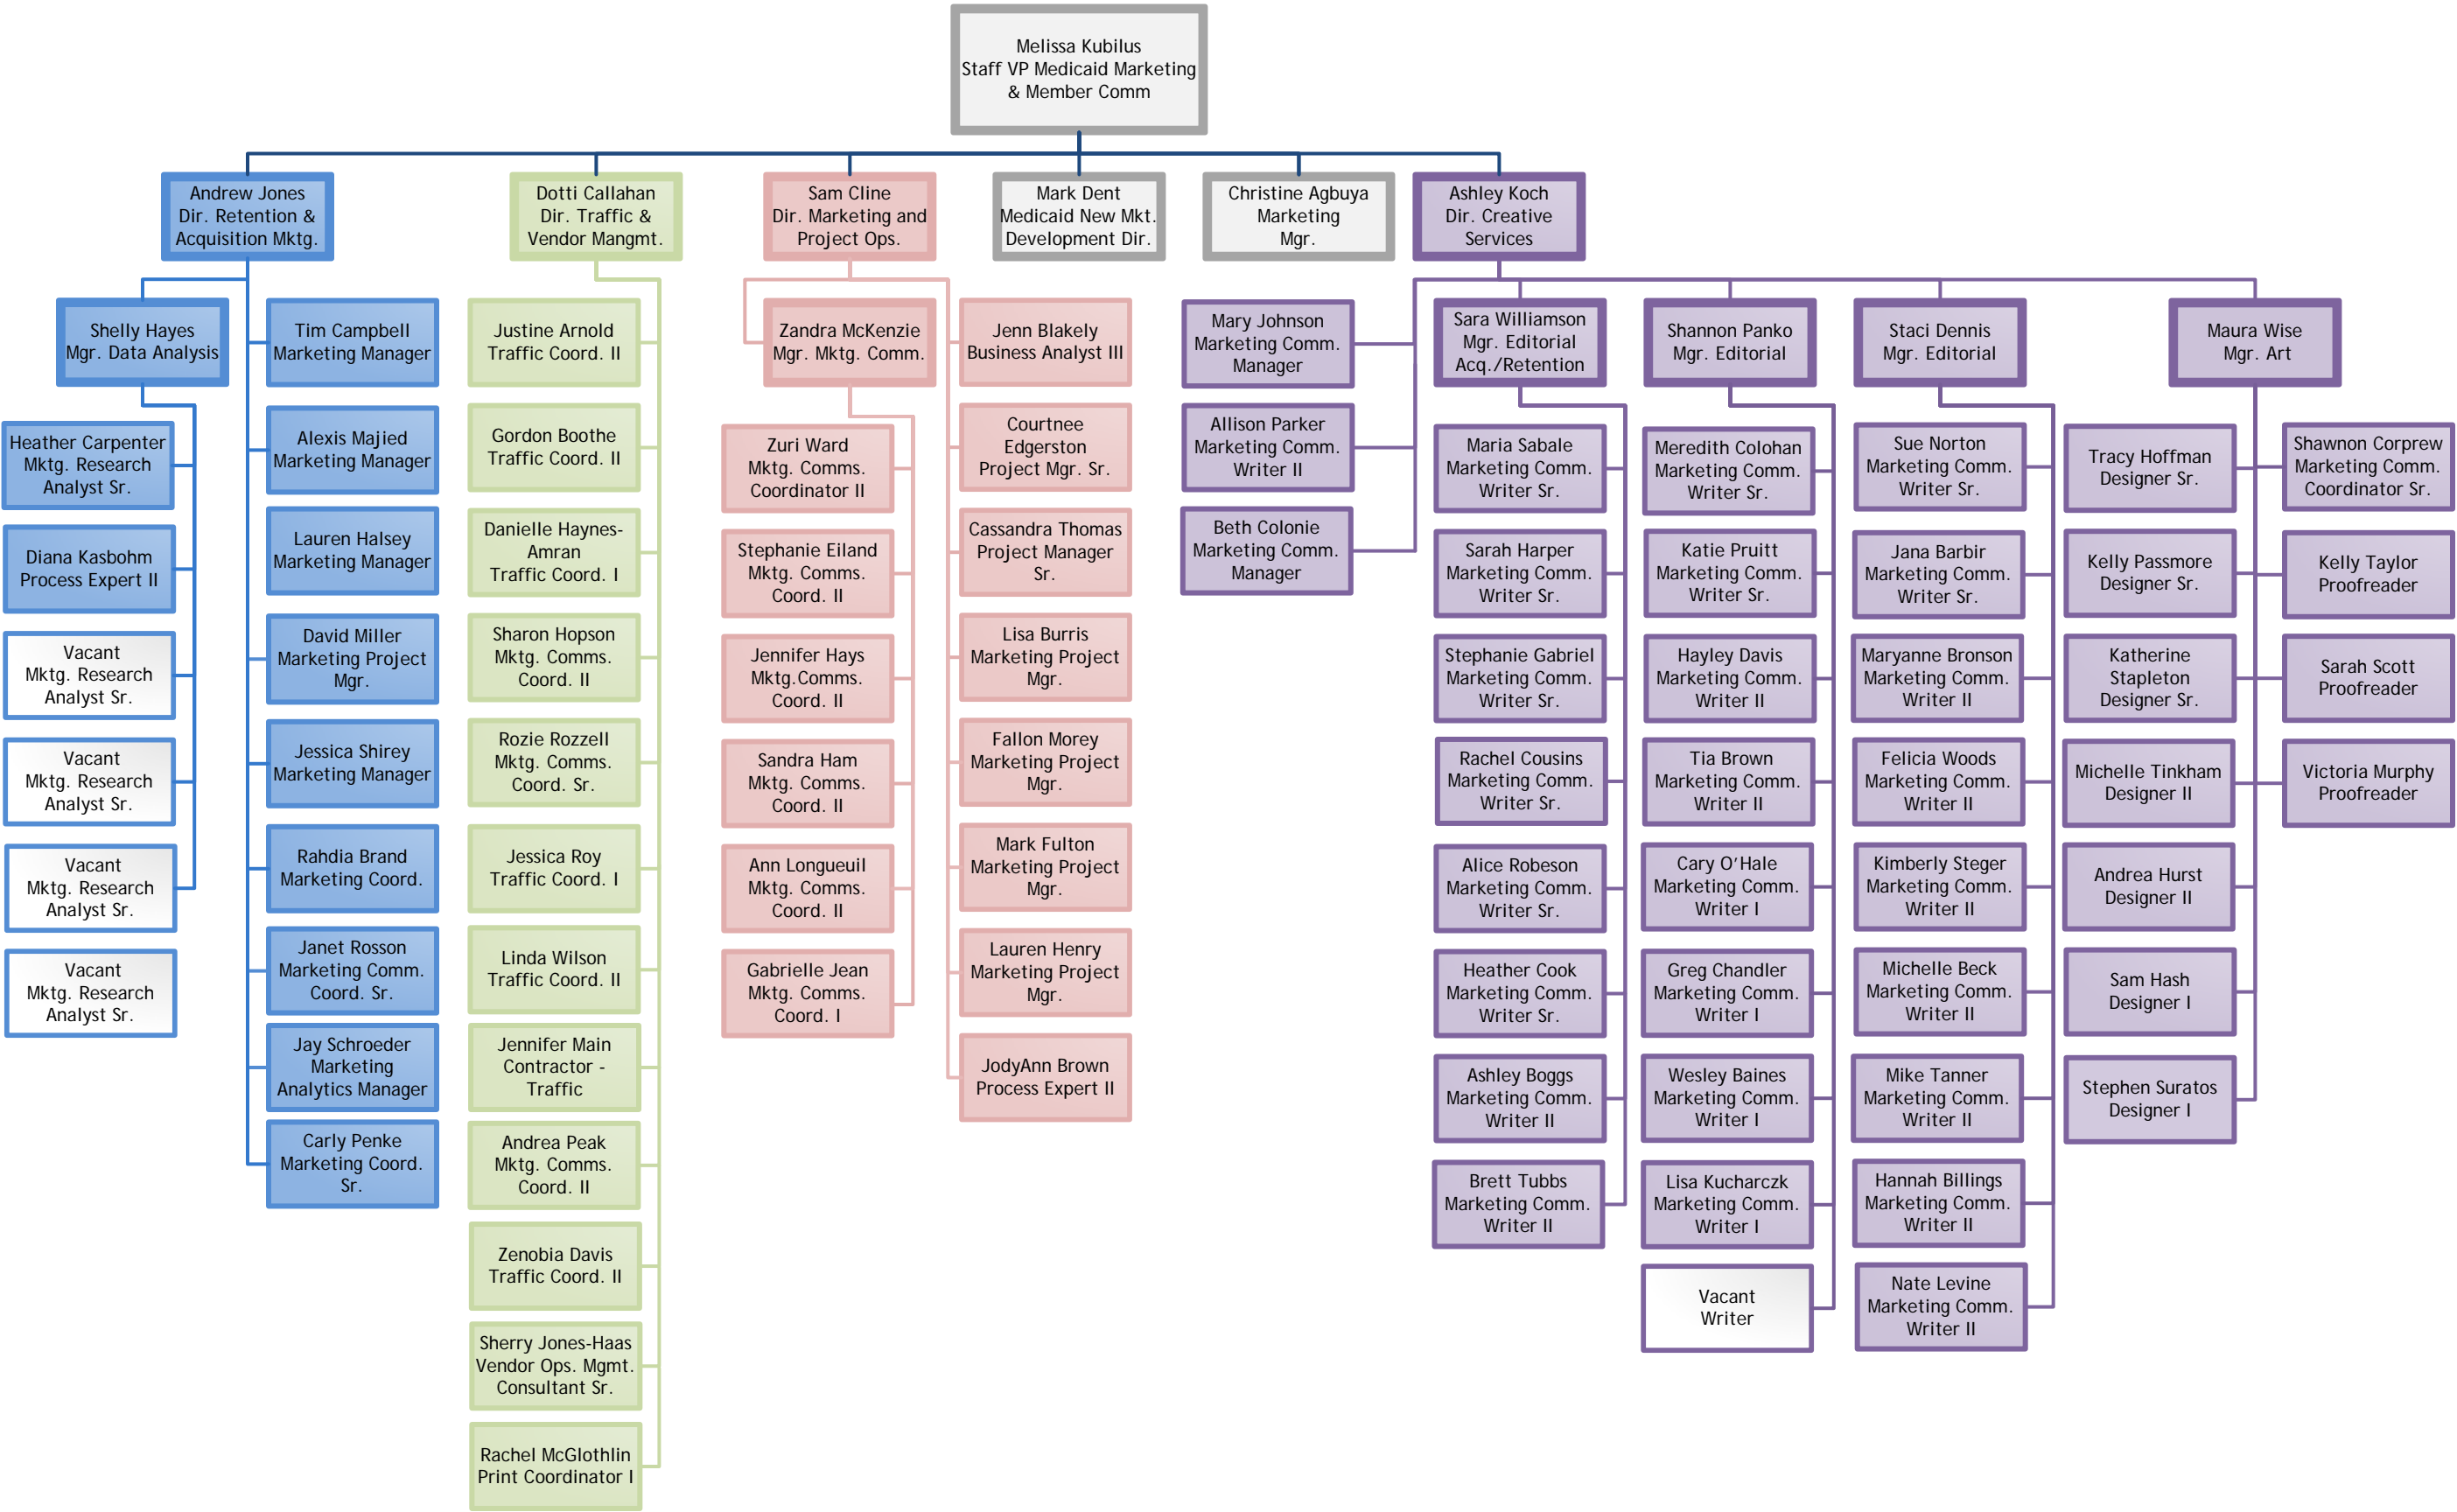 Melissa Kubilus
Staff VP Medicaid Marketing
& Member Comm
Andrew Jones
Dir. Retention &
Acquisition Mktg.
Dotti Callahan
Dir. Traffic &
Vendor Mangmt.
Sam Cline
Dir. Marketing and
Project Ops.
Mark Dent
Medicaid New Mkt.
Development Dir.
Christine Agbuya
Marketing
Mgr.
Ashley Koch
Dir. Creative
Services
Shelly Hayes
Mgr. Data Analysis
Heather Carpenter
Mktg. Research
Analyst Sr.
Diana Kasbohm
Process Expert II
Vacant
Mktg. Research
Analyst Sr.
Vacant
Mktg. Research
Analyst Sr.
Vacant
Mktg. Research
Analyst Sr.
Vacant
Mktg. Research
Analyst Sr.
Tim Campbell
Marketing Manager
Alexis Majied
Marketing Manager
Lauren Halsey
Marketing Manager
David Miller
Marketing Project
Mgr.
Jessica Shirey
Marketing Manager
Rahdia Brand
Marketing Coord.
Janet Rosson
Marketing Comm.
Coord. Sr.
Jay Schroeder
Marketing
Analytics Manager
Carly Penke
Marketing Coord.
Sr.
Justine Arnold
Traffic Coord. II
Gordon Boothe
Traffic Coord. II
Danielle Haynes-
Amran
Traffic Coord. I
Sharon Hopson
Mktg. Comms.
Coord. II
Rozie Rozzell
Mktg. Comms.
Coord. Sr.
Jessica Roy
Traffic Coord. I
Linda Wilson
Traffic Coord. II
Jennifer Main
Contractor -
Traffic
Andrea Peak
Mktg. Comms.
Coord. II
Zenobia Davis
Traffic Coord. II
Sherry Jones-Haas
Vendor Ops. Mgmt.
Consultant Sr.
Rachel McGlothlin
Print Coordinator I
Zandra McKenzie
Mgr. Mktg. Comm.
Zuri Ward
Mktg. Comms.
Coordinator II
Stephanie Eiland
Mktg. Comms.
Coord. II
Jennifer Hays
Mktg.Comms.
Coord. II
Sandra Ham
Mktg. Comms.
Coord. II
Ann Longueuil
Mktg. Comms.
Coord. II
Gabrielle Jean
Mktg. Comms.
Coord. I
Jenn Blakely
Business Analyst III
Courtnee
Edgerston
Project Mgr. Sr.
Cassandra Thomas
Project Manager
Sr.
Lisa Burris
Marketing Project
Mgr.
Fallon Morey
Marketing Project
Mgr.
Mark Fulton
Marketing Project
Mgr.
Lauren Henry
Marketing Project
Mgr.
JodyAnn Brown
Process Expert II
Mary Johnson
Marketing Comm.
Manager
Allison Parker
Marketing Comm.
Writer II
Beth Colonie
Marketing Comm.
Manager
Sara Williamson
Mgr. Editorial
Acq./Retention
Maria Sabale
Marketing Comm.
Writer Sr.
Sarah Harper
Marketing Comm.
Writer Sr.
Stephanie Gabriel
Marketing Comm.
Writer Sr.
Rachel Cousins
Marketing Comm.
Writer Sr.
Alice Robeson
Marketing Comm.
Writer Sr.
Heather Cook
Marketing Comm.
Writer Sr.
Ashley Boggs
Marketing Comm.
Writer II
Brett Tubbs
Marketing Comm.
Writer II
Shannon Panko
Mgr. Editorial
Meredith Colohan
Marketing Comm.
Writer Sr.
Katie Pruitt
Marketing Comm.
Writer Sr.
Hayley Davis
Marketing Comm.
Writer II
Tia Brown
Marketing Comm.
Writer II
Cary O’Hale
Marketing Comm.
Writer I
Greg Chandler
Marketing Comm.
Writer I
Wesley Baines
Marketing Comm.
Writer I
Lisa Kucharczk
Marketing Comm.
Writer I
Vacant
Writer
Staci Dennis
Mgr. Editorial
Sue Norton
Marketing Comm.
Writer Sr.
Jana Barbir
Marketing Comm.
Writer Sr.
Maryanne Bronson
Marketing Comm.
Writer II
Felicia Woods
Marketing Comm.
Writer II
Kimberly Steger
Marketing Comm.
Writer II
Michelle Beck
Marketing Comm.
Writer II
Mike Tanner
Marketing Comm.
Writer II
Hannah Billings
Marketing Comm.
Writer II
Nate Levine
Marketing Comm.
Writer II
Maura Wise
Mgr. Art
Tracy Hoffman
Designer Sr.
Kelly Passmore
Designer Sr.
Katherine
Stapleton
Designer Sr.
Michelle Tinkham
Designer II
Andrea Hurst
Designer II
Sam Hash
Designer I
Stephen Suratos
Designer I
Shawnon Corprew
Marketing Comm.
Coordinator Sr.
Kelly Taylor
Proofreader
Sarah Scott
Proofreader
Victoria Murphy
Proofreader